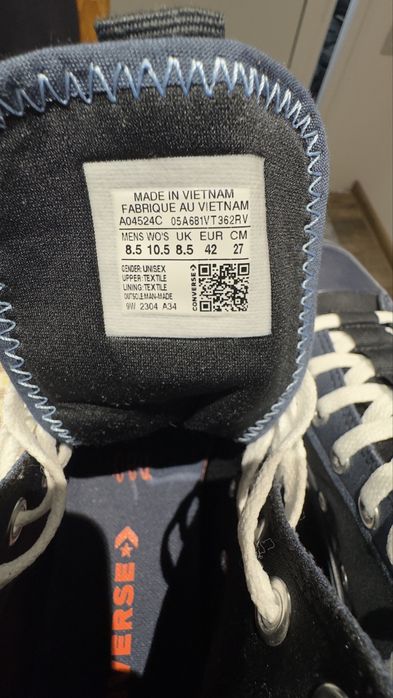 MADE IN VIETNAM
FABRIQUE AU VIETNAM
A04524C 05A681VT362RV
MENS WO'S UK EUR CM
8.5 10.5 8.5 42 27
GENDER: UNISEX
UPPER: TEXTILE
LINING: TEXTILE
OUTSOLE: MAN-MADE
9W 2304 A34
CONVERSE
VERSE